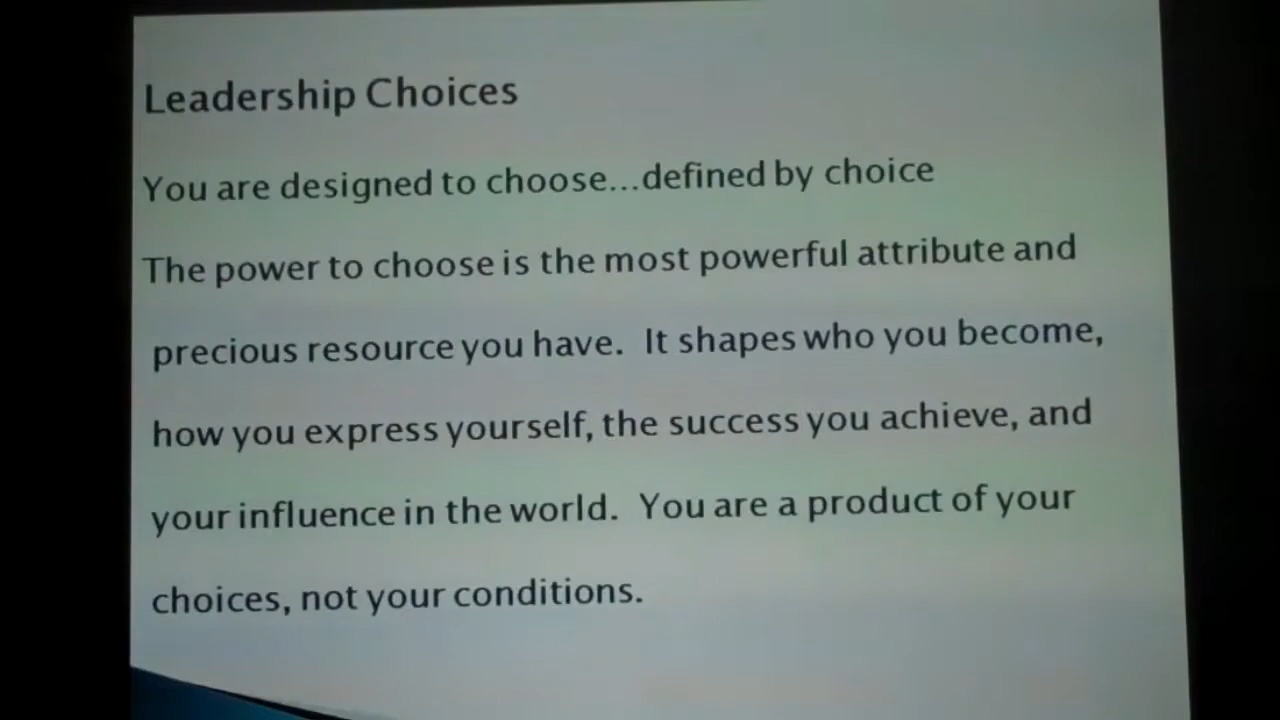 Leadership Choices
You are designed to choose...defined by choice
The power to choose is the most powerful attribute and
precious resource you have.  It shapes who you become,
how you express yourself, the success you achieve, and
your influence in the world.  You are a product of your
choices, not your conditions.